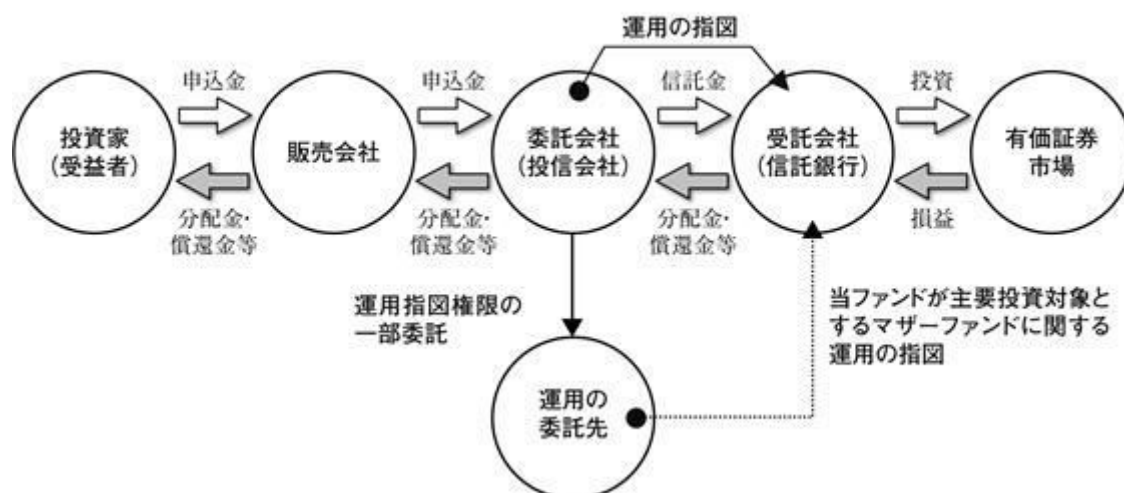 運用の指図
申込金
申込金
信託金
投資
投資家
(受益者)
販売会社
委託会社
(投信会社)
受託会社
(信託銀行)
有価証券
市場
分配金・
償還金等
分配金・
償還金等
分配金・
償還金等
損益
運用指図権限の
一部委託
当ファンドが主要投資対象と
するマザーファンドに関する
運用の指図
運用の
委託先